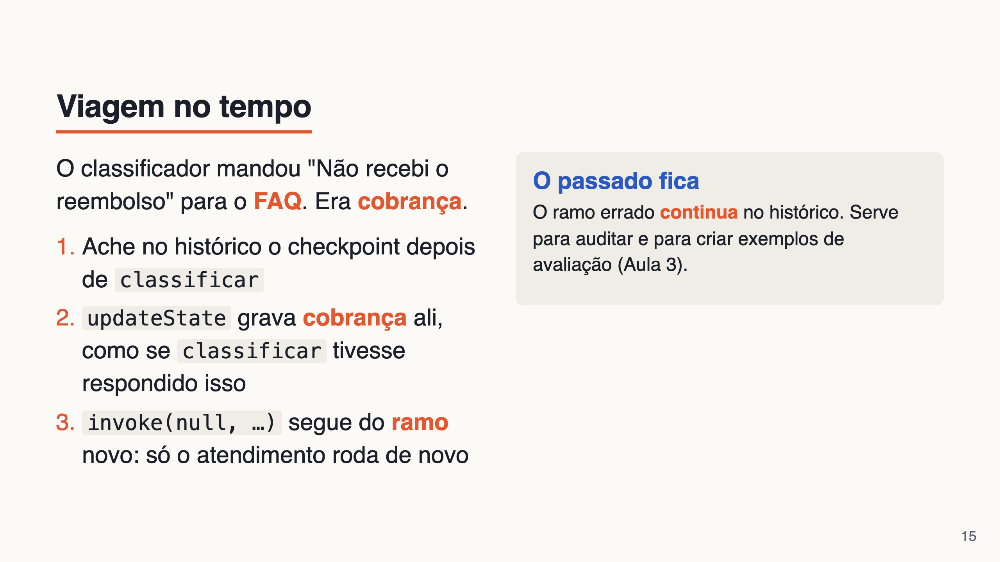 Viagem no tempo
O classificador mandou "Não recebi o
reembolso" para o FAQ. Era cobrança.
1. Ache no histórico o checkpoint depois
de classificar
2. updateState grava cobrança ali,
como se classificar tivesse
respondido isso
3. invoke(null, …) segue do ramo
novo: só o atendimento roda de novo
O passado fica
O ramo errado continua no histórico. Serve
para auditar e para criar exemplos de
avaliação (Aula 3).
15